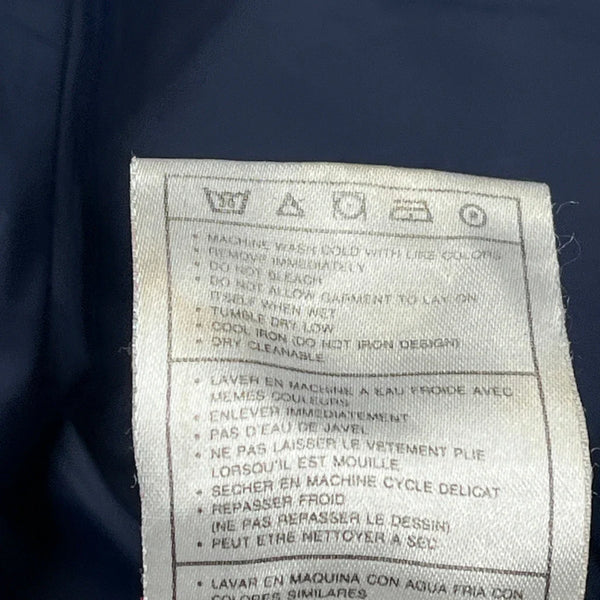 • MACHINE WASH COLD WITH LIKE COLORS
• REMOVE IMMEDIATELY
• DO NOT BLEACH
• DO NOT ALLOW GARMENT TO LAY ON
ITSELF WHEN WET
• TUMBLE DRY LOW
• COOL IRON (DO NOT IRON DESIGN)
• DRY CLEANABLE
• LAVER EN MACHINE A EAU FROIDE AVEC
MEMES COULEURS
• ENLEVER IMMEDIATEMENT
• PAS D'EAU DE JAVEL
• NE PAS LAISSER LE VETEMENT PLIE
LORSQU'IL EST MOUILLE
• SECHER EN MACHINE CYCLE DELICAT
• REPASSER FROID
(NE PAS REPASSER LE DESSIN)
• PEUT ETRE NETTOYER A SEC
• LAVAR EN MAQUINA CON AGUA FRIA CON
COLORES SIMILARES